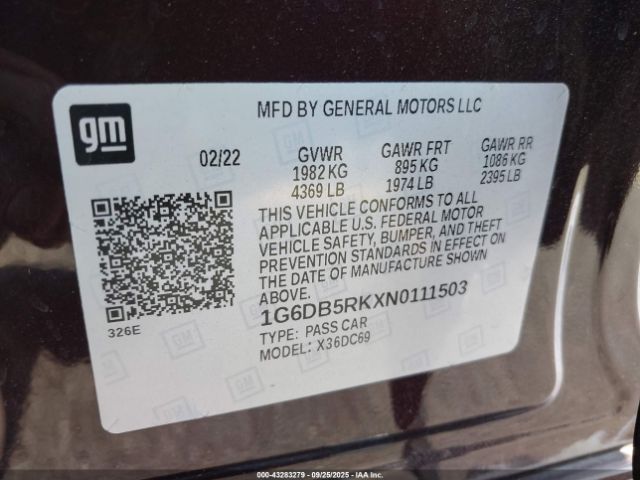 gm
MFD BY GENERAL MOTORS LLC
02/22 GVWR GAWR FRT GAWR RR
1982 KG 895 KG 1086 KG
4369 LB 1974 LB 2395 LB
THIS VEHICLE CONFORMS TO ALL
APPLICABLE U.S. FEDERAL MOTOR
VEHICLE SAFETY, BUMPER, AND THEFT
PREVENTION STANDARDS IN EFFECT ON
THE DATE OF MANUFACTURE SHOWN
ABOVE.
326E
1G6DB5RKXN0111503
TYPE: PASS CAR
MODEL: X36DC69
© 43283279 - 09/25/2025 - IAAI.COM